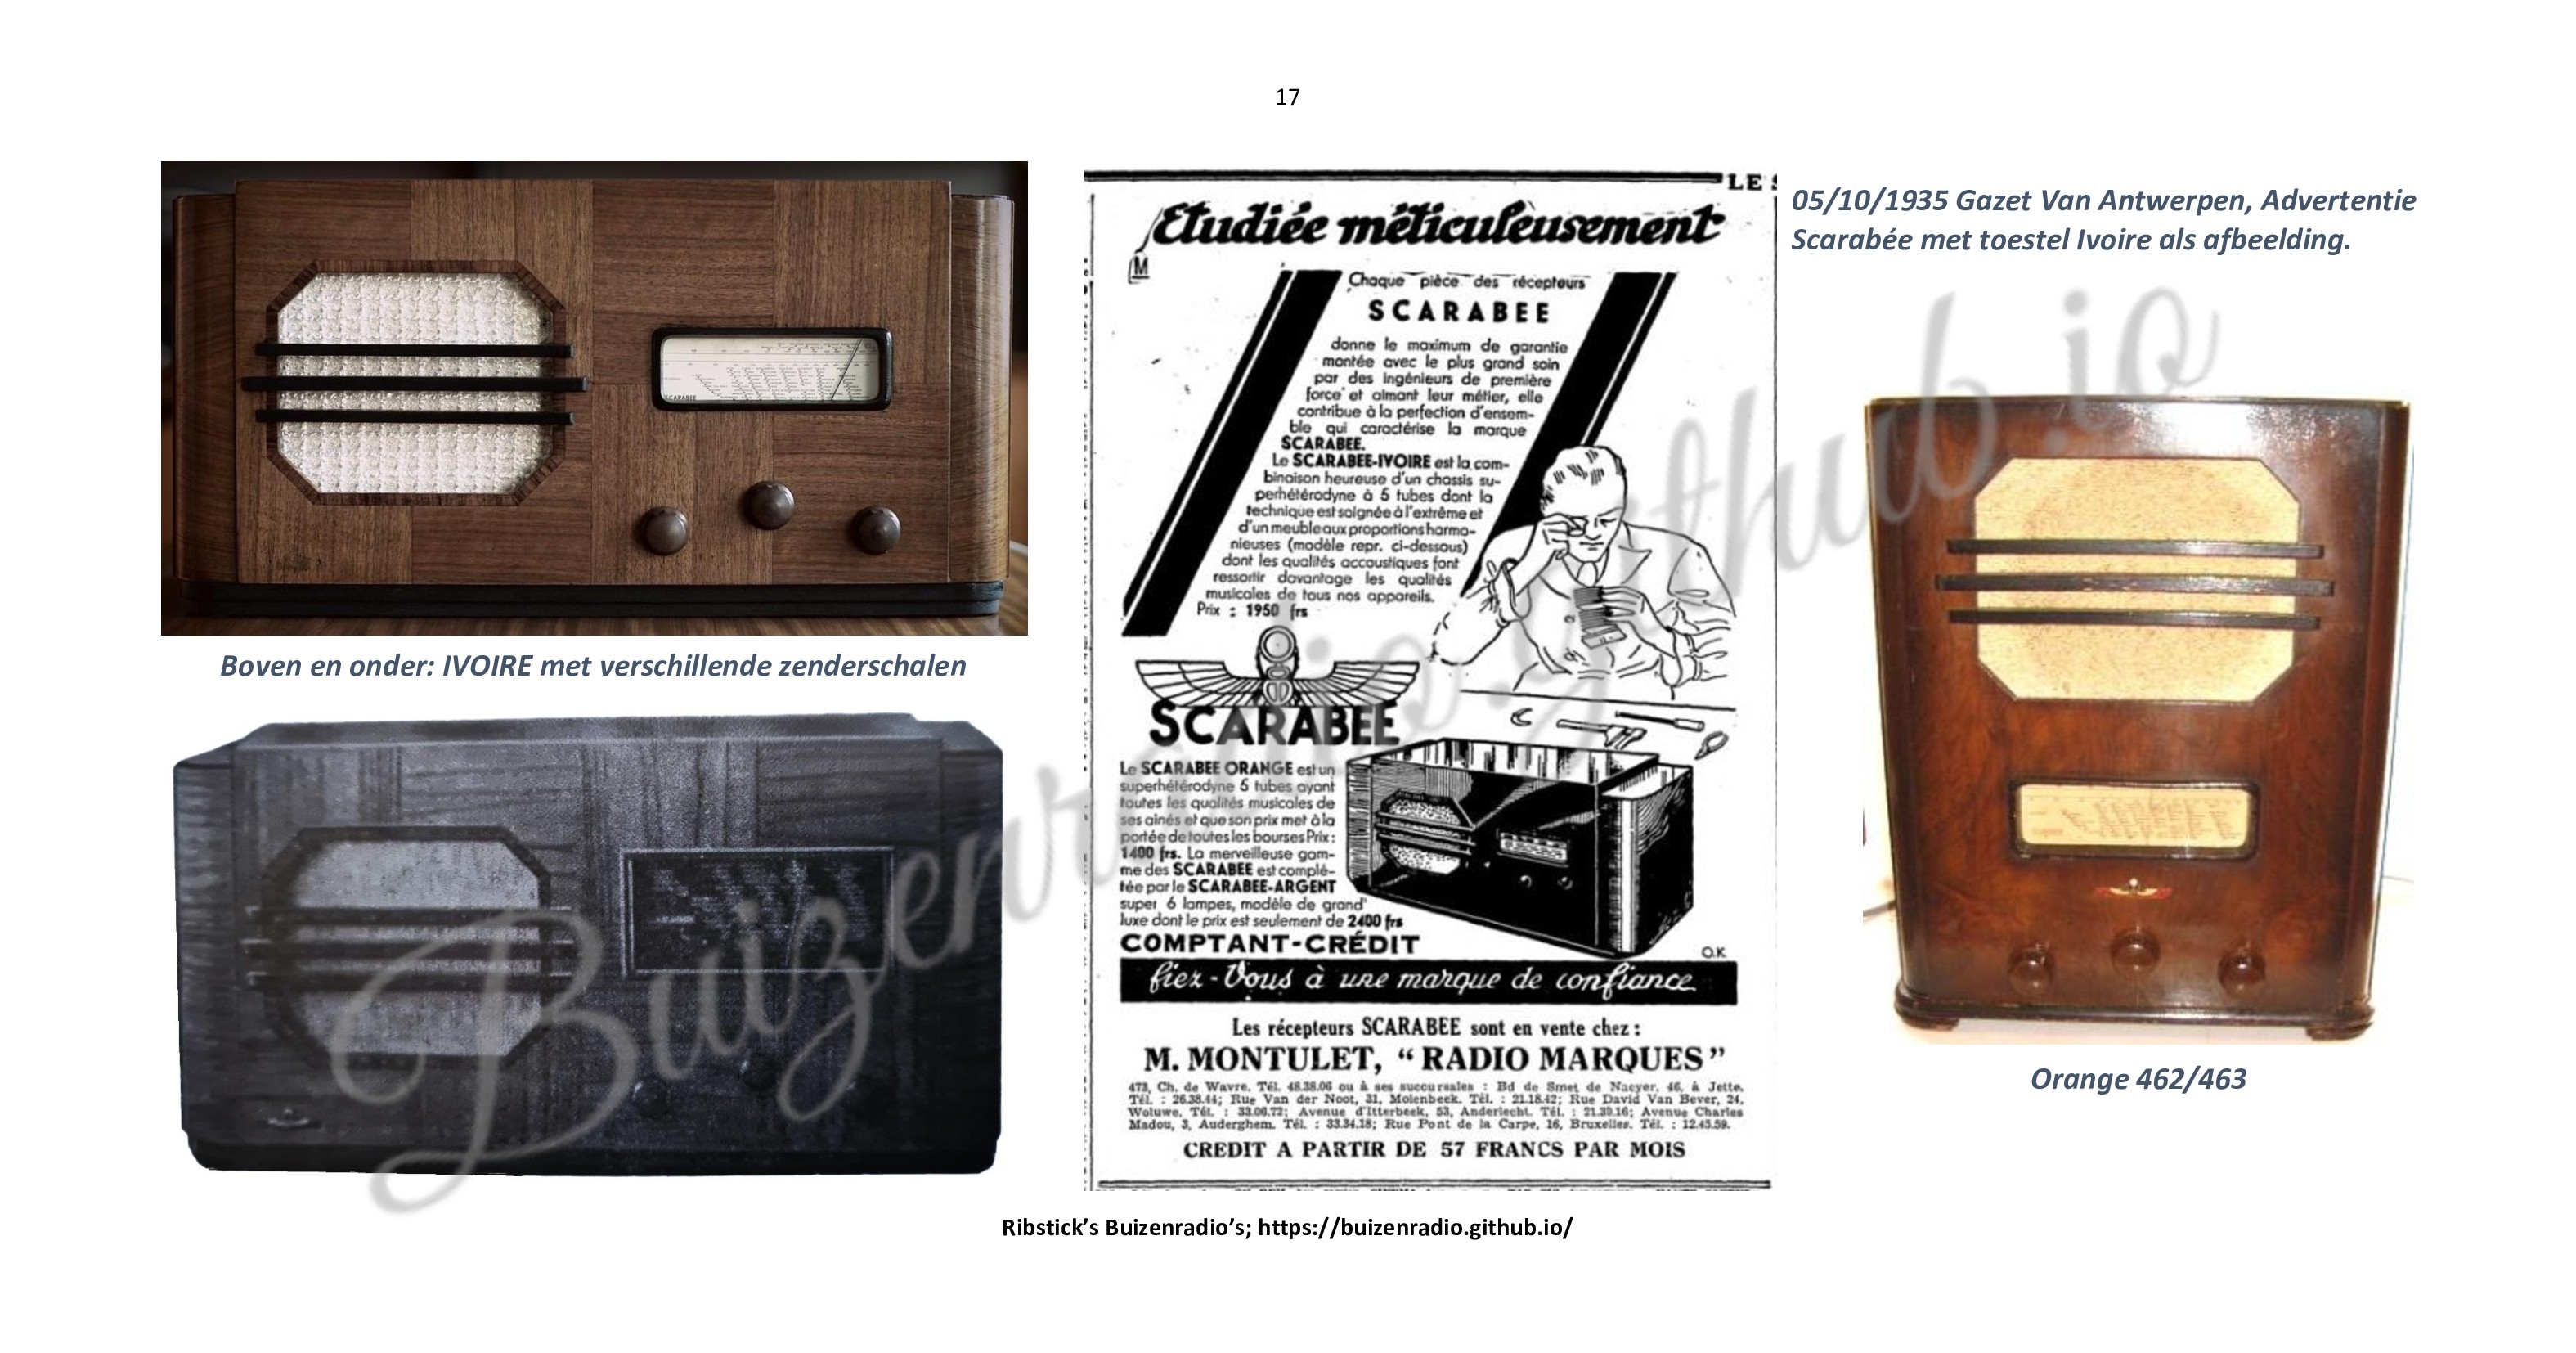 17
Boven en onder: IVOIRE met verschillende zenderschalen
LE
Etudiée méticuleusement
M
Chaque pièce des récepteurs
SCARABEE
donne le maximum de garantie
montée avec le plus grand soin
par des ingénieurs de première
force et aimant leur métier, elle
contribue à la perfection d'ensem-
ble qui caractérise la marque
SCARABEE.
Le SCARABEE-IVOIRE est la com-
binaison heureuse d'un chassis su-
perhétérodyne à 5 tubes dont la
technique est soignée à l'extrême et
d'un meuble aux proportions harmo-
nieuses (modèle repr. ci-dessous)
dont les qualités accoustiques font
ressortir davantage les qualités
musicales de tous nos appareils.
Prix : 1950 frs
SCARABEE
Le SCARABEE ORANGE est un
superhétérodyne 5 tubes ayant
toutes les qualités musicales de
ses ainés et que son prix met à la
portée de toutes les bourses Prix :
1400 frs. La merveilleuse gam-
me des SCARABEE est complé-
tée par le SCARABEE-ARGENT
super 6 lampes, modèle de grand
luxe dont le prix est seulement de 2400 frs
COMPTANT-CRÉDIT
O.K
fiez-Vous à une marque de confiance
Les récepteurs SCARABEE sont en vente chez :
M. MONTULET, “RADIO MARQUES”
473, Ch. de Wavre. Tél. 48.38.06 ou à ses succursales : Bd de Smet de Naeyer, 46, à Jette.
Tél. : 26.38.44; Rue Van der Noot, 31, Molenbeek. Tél. : 21.18.42; Rue David Van Bever, 24,
Woluwe. Tél. : 33.06.72; Avenue d'Itterbeek, 53, Anderlecht. Tél. : 21.30.16; Avenue Charles
Madou, 3, Auderghem. Tél. : 33.34.18; Rue Pont de la Carpe, 16, Bruxelles. Tél. : 12.45.59.
CREDIT A PARTIR DE 57 FRANCS PAR MOIS
05/10/1935 Gazet Van Antwerpen, Advertentie
Scarabée met toestel Ivoire als afbeelding.
Orange 462/463
Buizenradio.github.io
Ribstick’s Buizenradio’s; https://buizenradio.github.io/